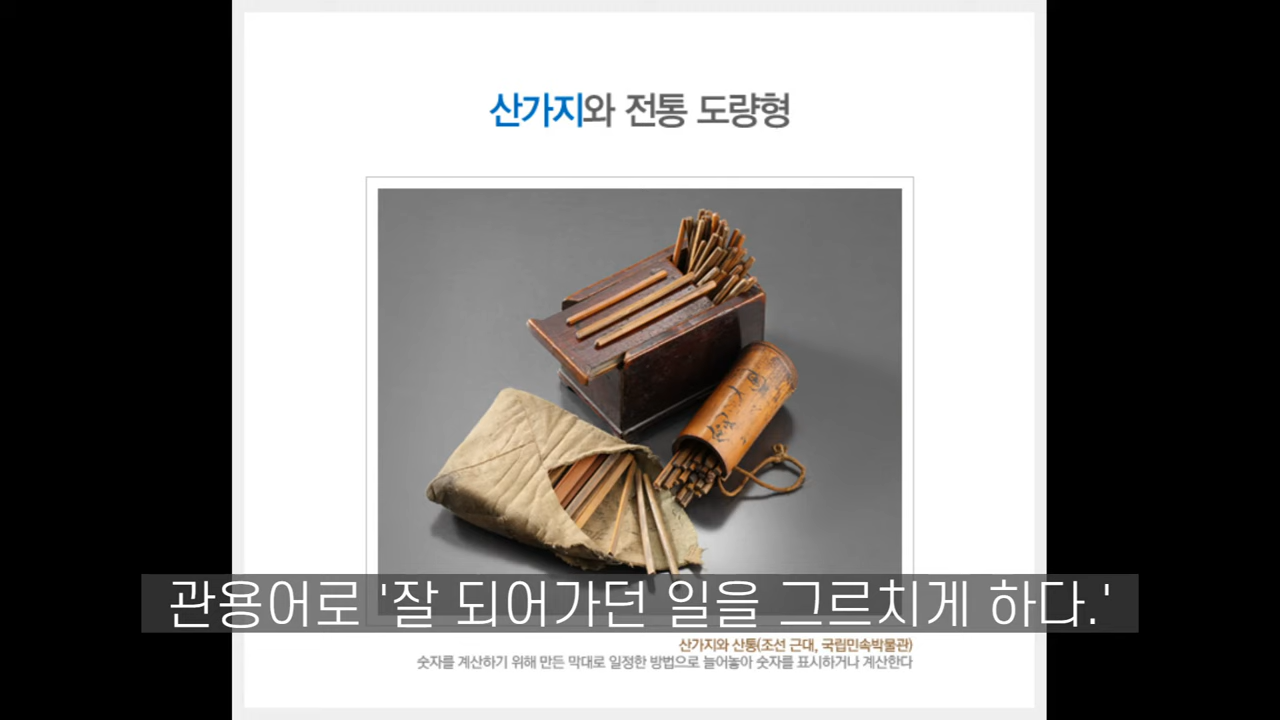 산가지와 전통 도량형
관용어로 '잘 되어가던 일을 그르치게 하다.'
산가지와 산통(조선 근대, 국립민속박물관)
숫자를 계산하기 위해 만든 막대로 일정한 방법으로 늘어놓아 숫자를 표시하거나 계산한다